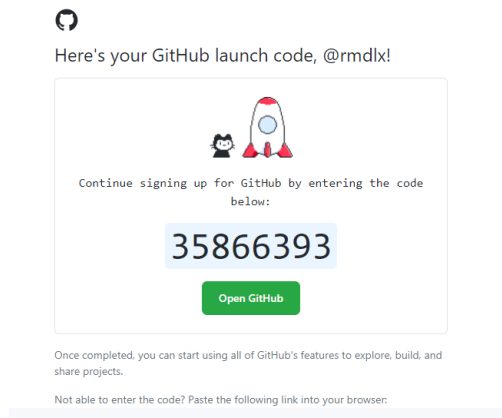 Here's your GitHub launch code, @rmdlx!
Continue signing up for GitHub by entering the code
below:
35866393
Open GitHub
Once completed, you can start using all of GitHub's features to explore, build, and
share projects.
Not able to enter the code? Paste the following link into your browser: